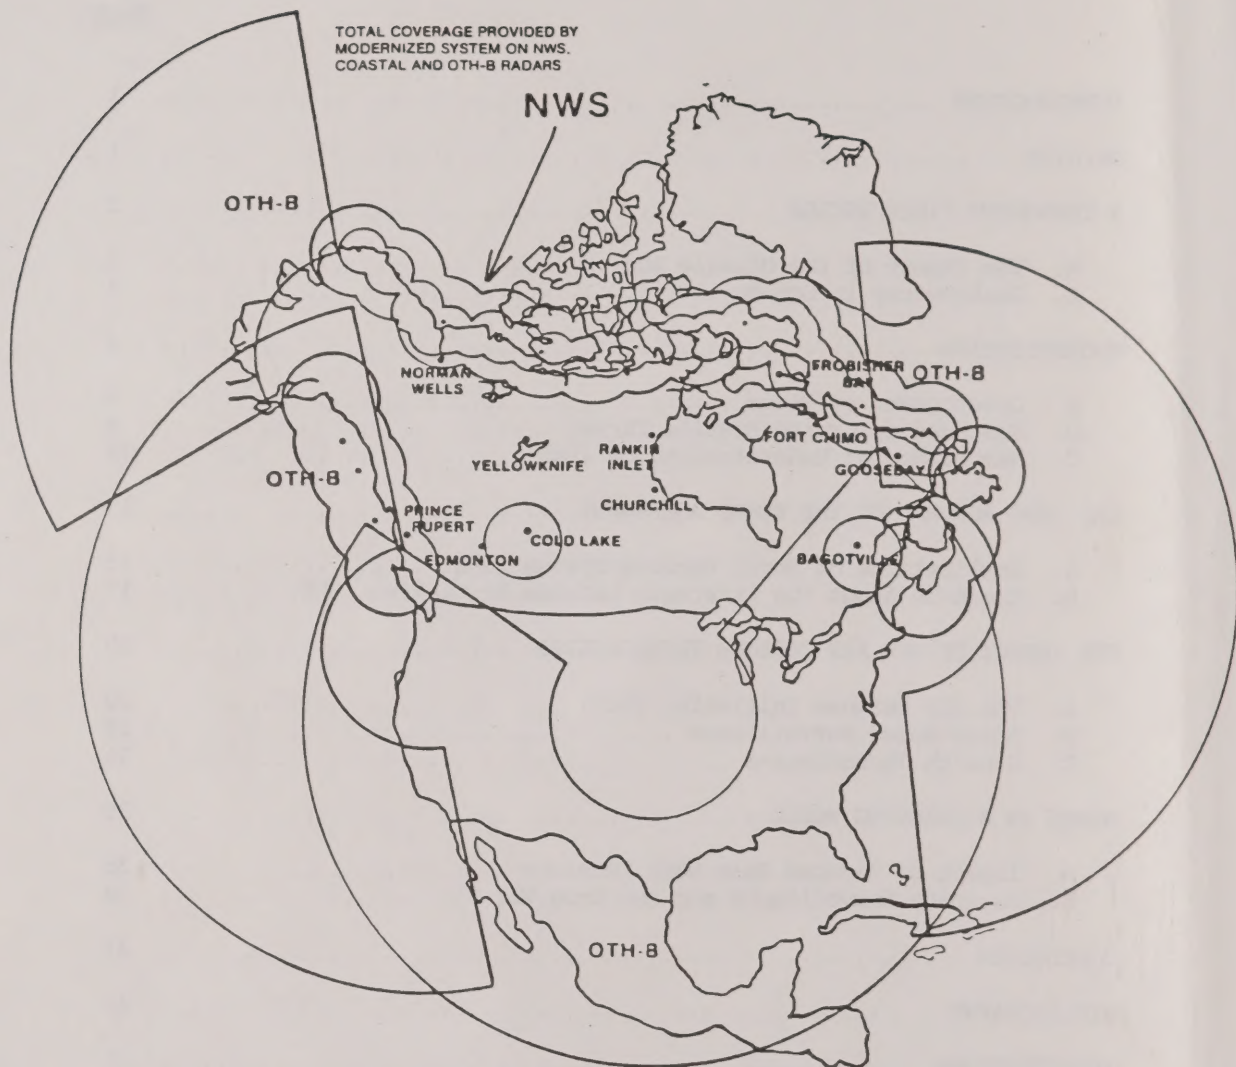 TOTAL COVERAGE PROVIDED BY
MODERNIZED SYSTEM ON NWS.
COASTAL AND OTH-B RADARS
NWS
OTH-B
NORMAN
WELLS
FROBISHER
BAY
OTH-B
FORT CHIMO
YELLOWKNIFE
RANKIN
INLET
GOOSEBAY
OTH-B
CHURCHILL
PRINCE
RUPERT
COLD LAKE
EDMONTON
BAGOTVILLE
OTH-B